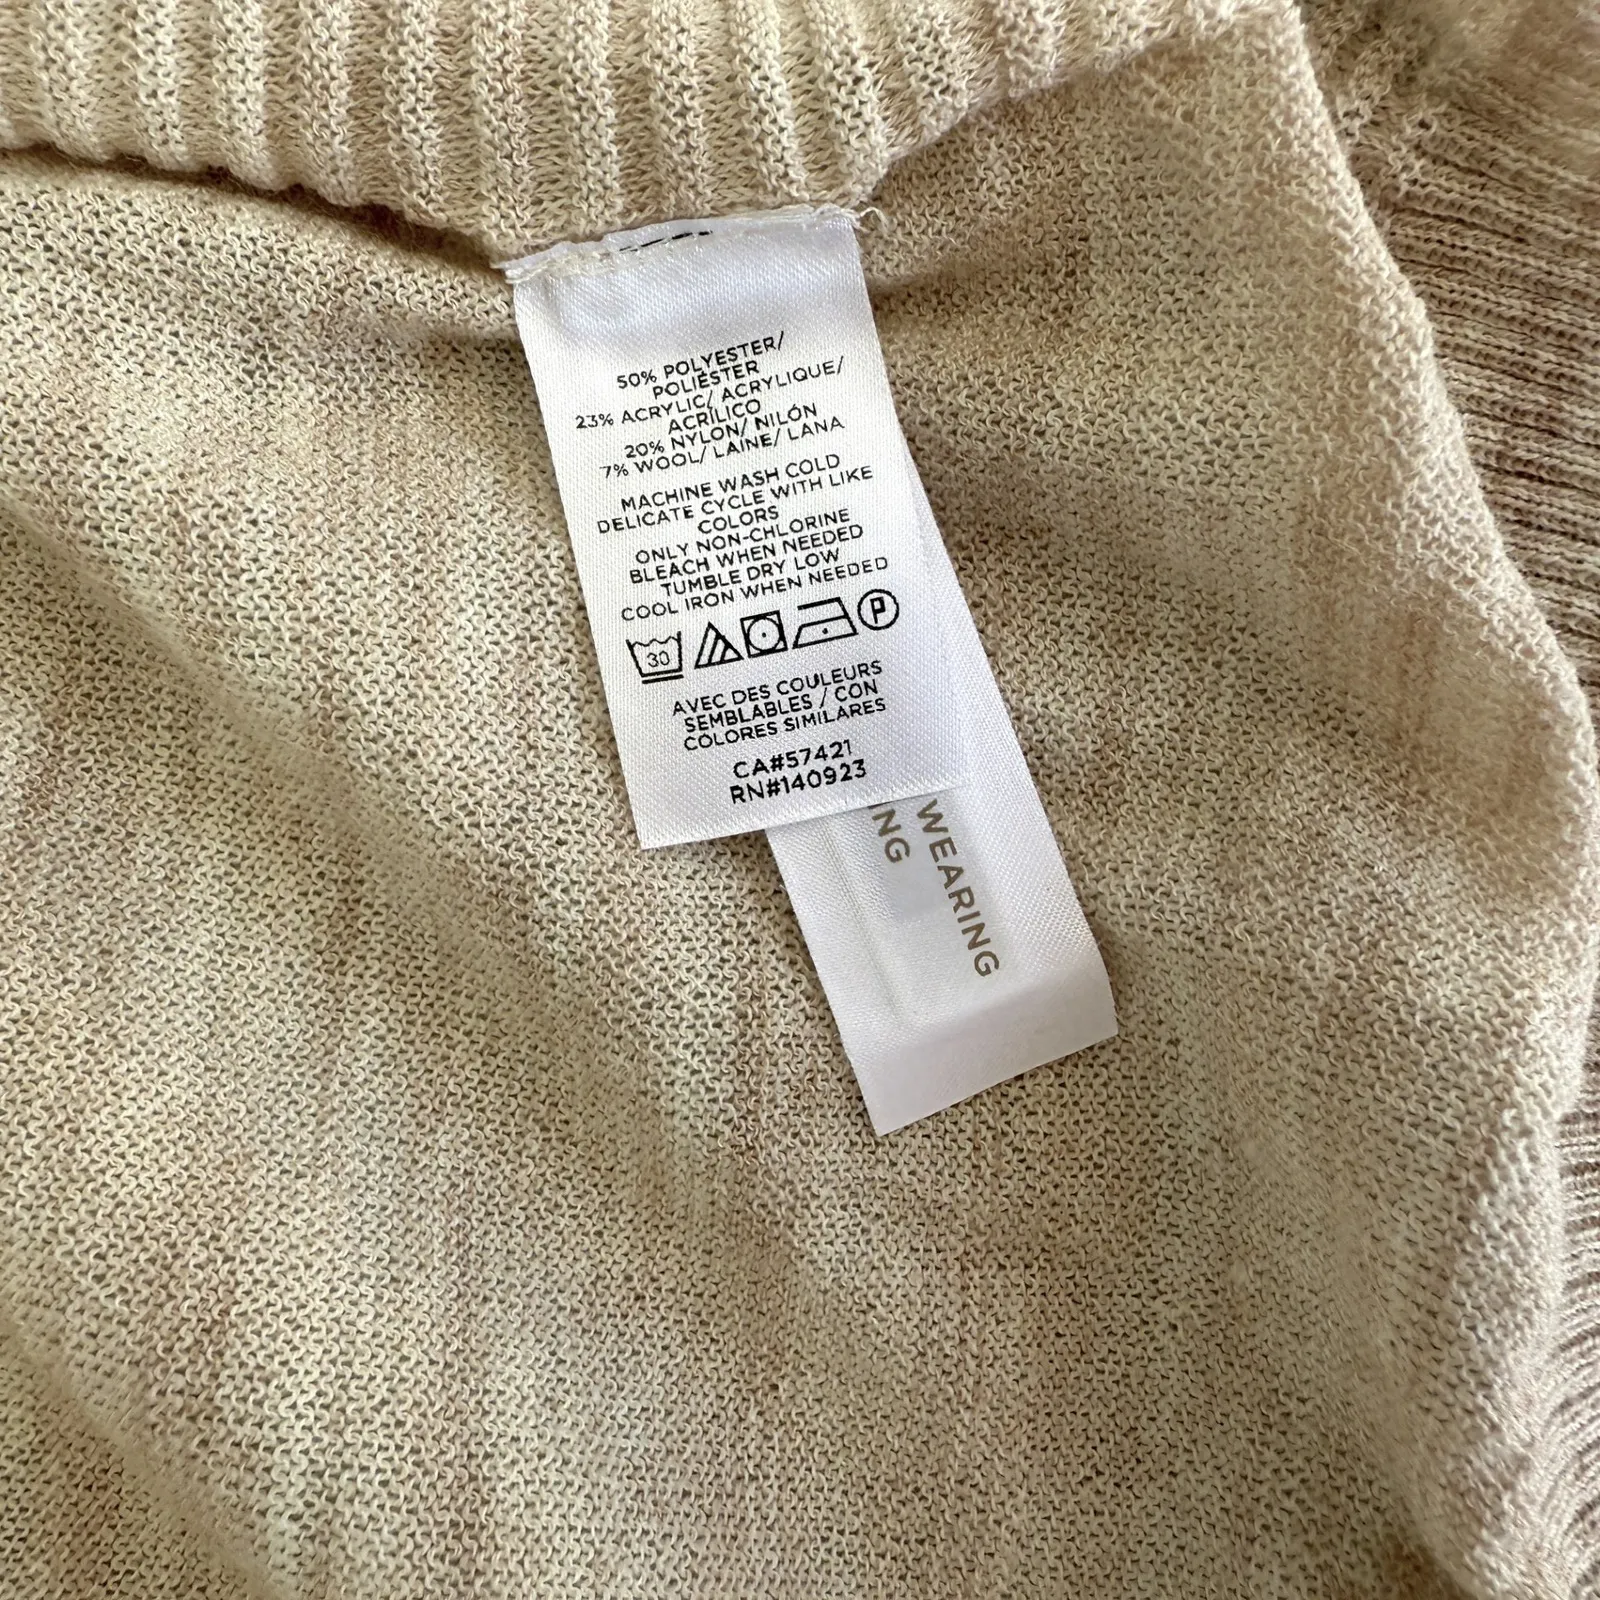 50% POLYESTER/
POLIÉSTER
23% ACRYLIC/ ACRYLIQUE/
ACRÍLICO
20% NYLON/ NILÓN
7% WOOL/ LAINE/ LANA
MACHINE WASH COLD
DELICATE CYCLE WITH LIKE
COLORS
ONLY NON-CHLORINE
BLEACH WHEN NEEDED
TUMBLE DRY LOW
COOL IRON WHEN NEEDED
30 P
AVEC DES COULEURS
SEMBLABLES / CON
COLORES SIMILARES
CA#57421
RN#140923
WEARING
NG